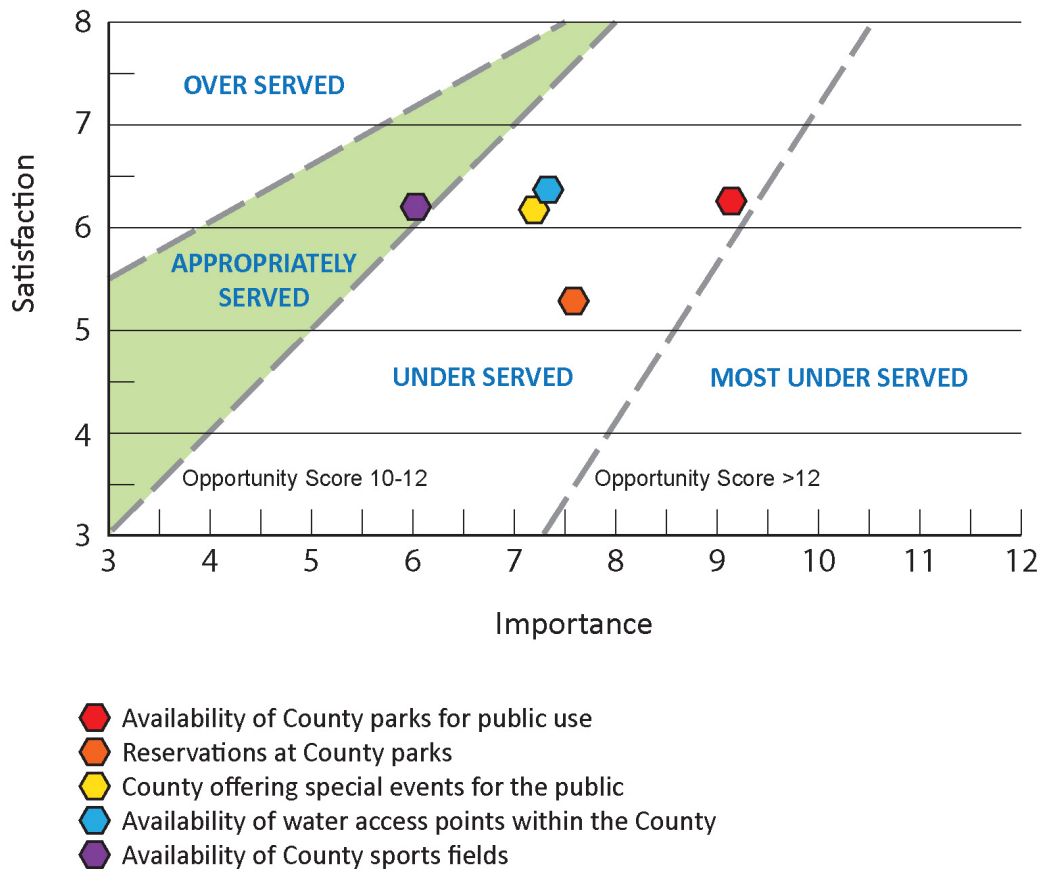 8
OVER SERVED
7
Satisfaction
6
APPROPRIATELY
SERVED
5
UNDER SERVED
MOST UNDER SERVED
4
Opportunity Score 10-12
Opportunity Score >12
3
3 4 5 6 7 8 9 10 11 12
Importance
Availability of County parks for public use
Reservations at County parks
County offering special events for the public
Availability of water access points within the County
Availability of County sports fields